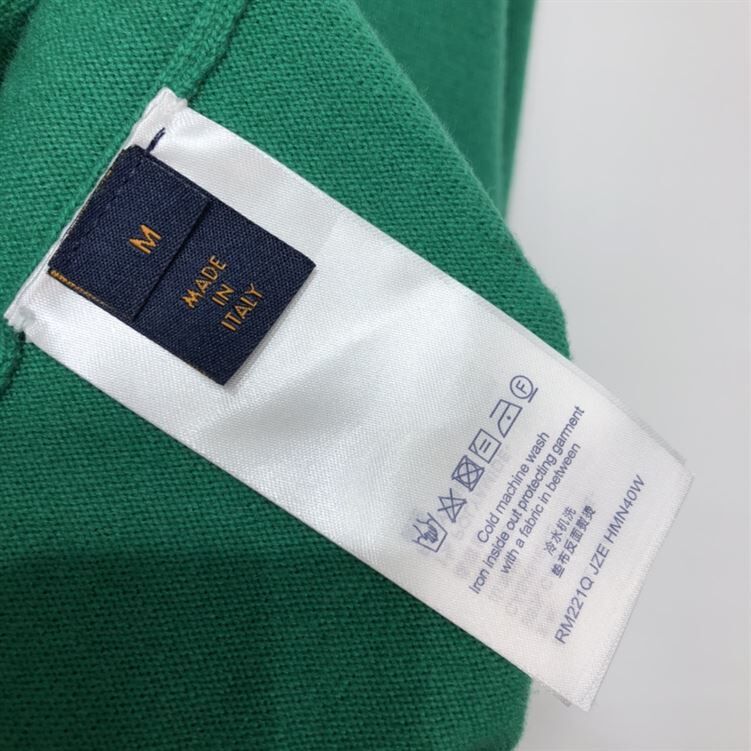 M
MADE
IN
ITALY
F
Cold machine wash
Iron inside out protecting garment
with a fabric in between
冷水机洗
垫布反面熨烫
RM221Q JZE HMN40W